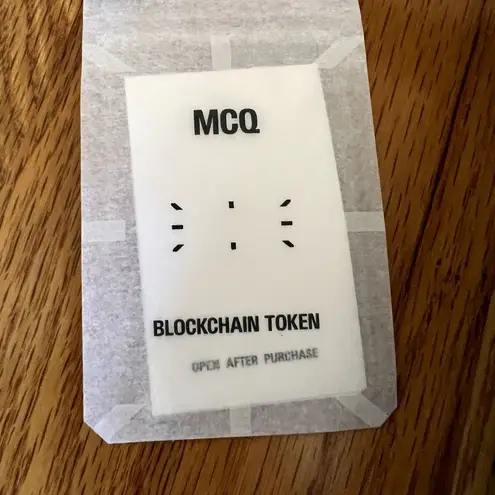 MCQ
BLOCKCHAIN TOKEN
OPEN AFTER PURCHASE